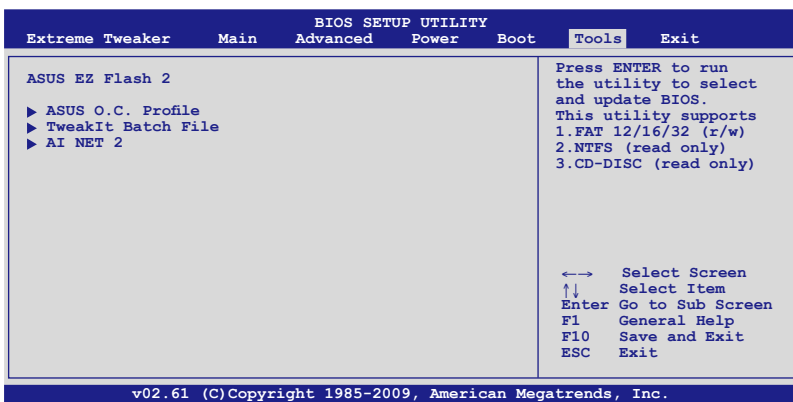 BIOS SETUP UTILITY
Extreme Tweaker Main Advanced Power Boot Tools Exit
ASUS EZ Flash 2
ASUS O.C. Profile
TweakIt Batch File
AI NET 2
Press ENTER to run
the utility to select
and update BIOS.
This utility supports
1.FAT 12/16/32 (r/w)
2.NTFS (read only)
3.CD-DISC (read only)
←→ Select Screen
↑↓ Select Item
Enter Go to Sub Screen
F1 General Help
F10 Save and Exit
ESC Exit
v02.61 (C)Copyright 1985-2009, American Megatrends, Inc.